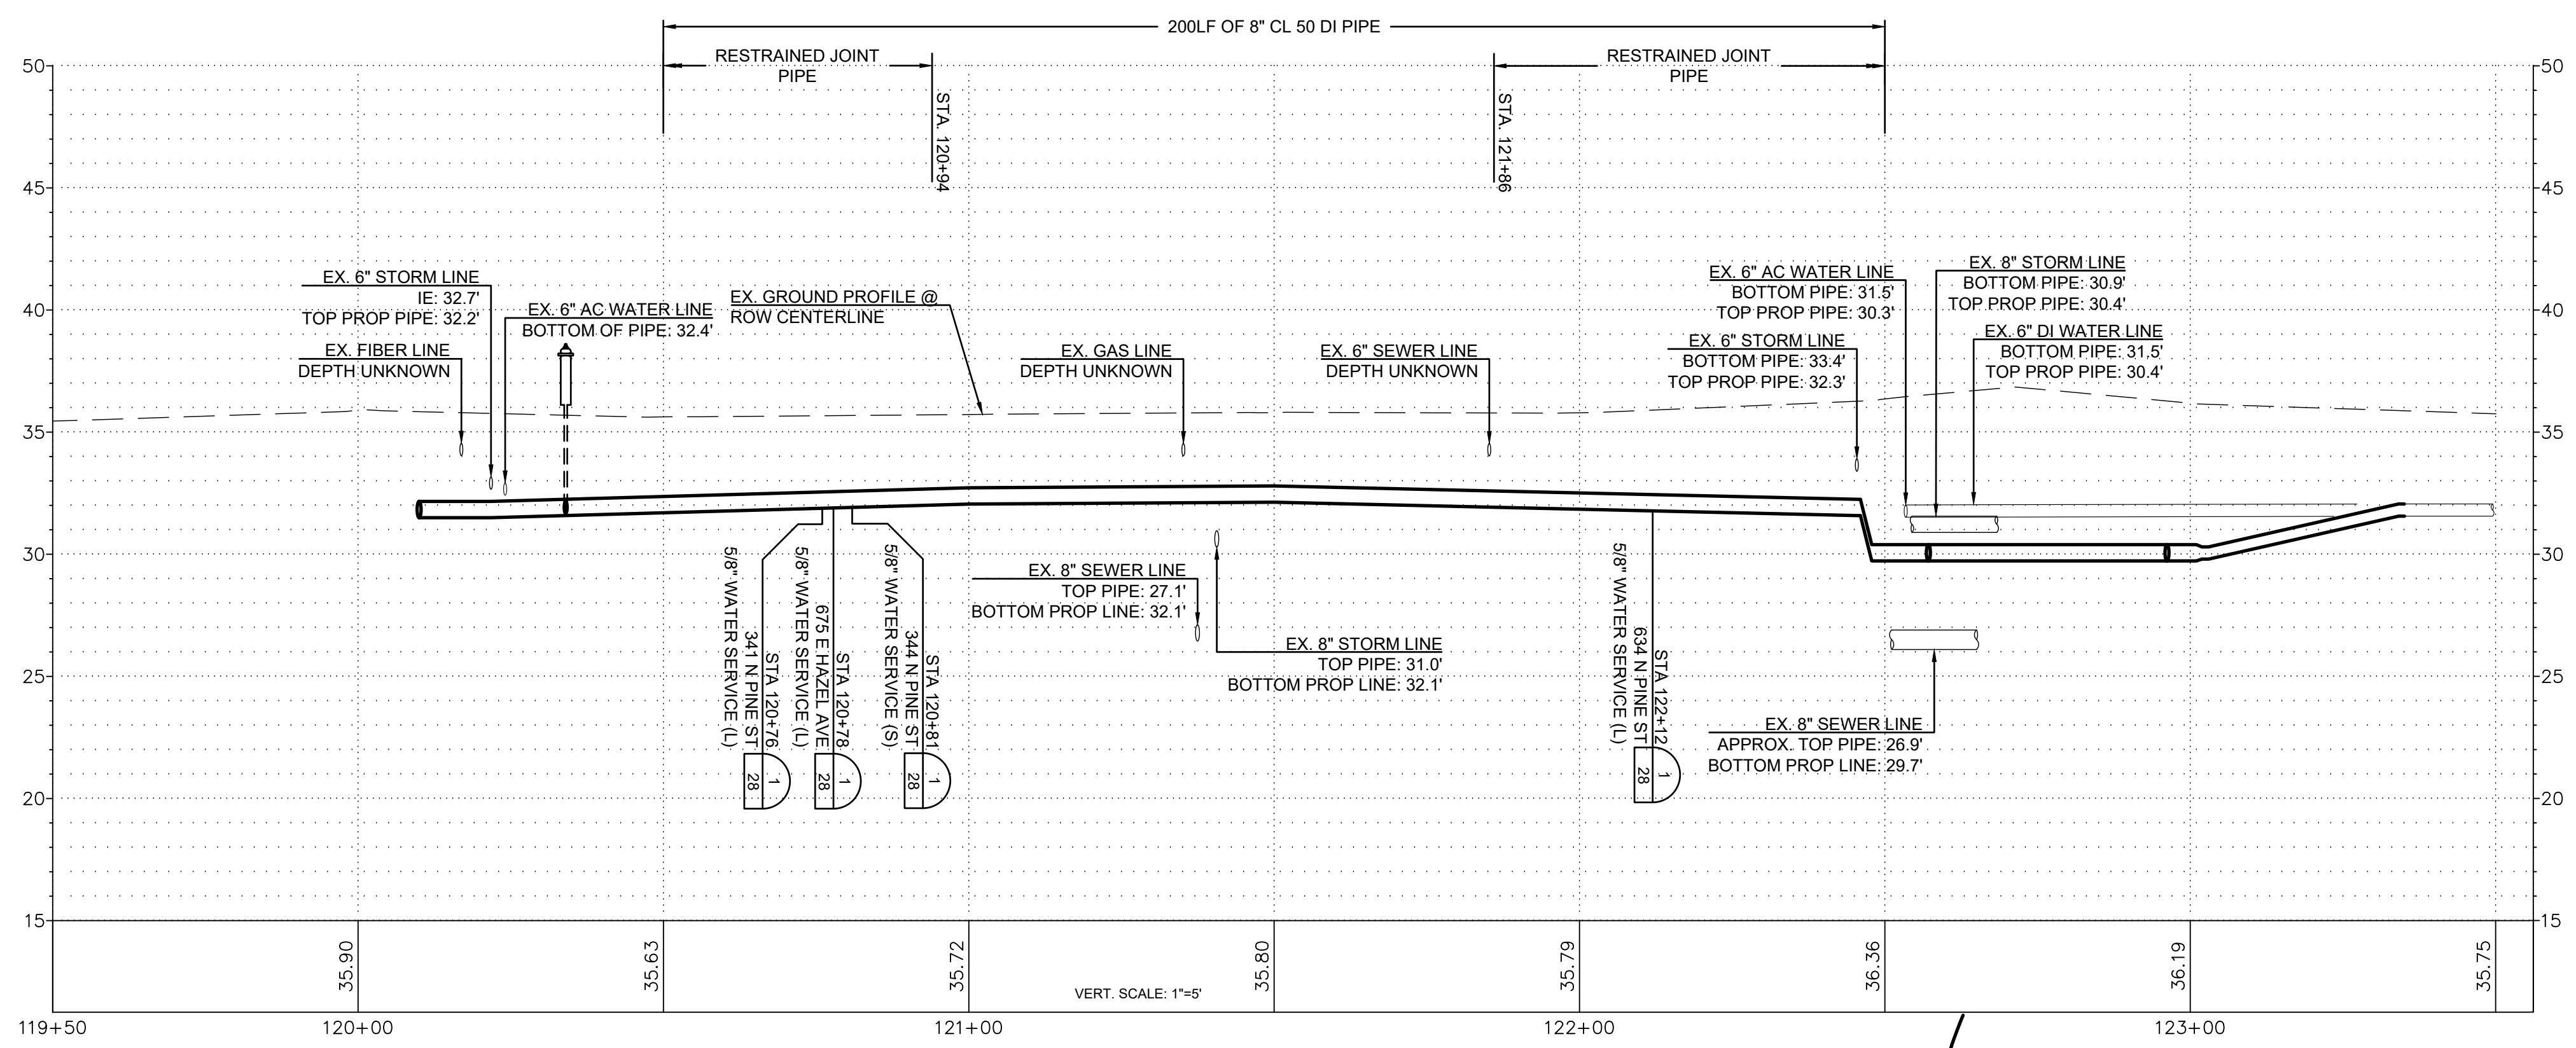 200LF OF 8" CL 50 DI PIPE
RESTRAINED JOINT
PIPE
RESTRAINED JOINT
PIPE
STA. 120+94
STA. 121+86
50
45
40
35
30
25
20
15
50
45
40
35
30
25
20
15
EX. 6" STORM LINE
IE: 32.7'
TOP PROP PIPE: 32.2'
EX. FIBER LINE
DEPTH UNKNOWN
EX. 6" AC WATER LINE
BOTTOM OF PIPE: 32.4'
EX. GROUND PROFILE @
ROW CENTERLINE
EX. GAS LINE
DEPTH UNKNOWN
EX. 6" SEWER LINE
DEPTH UNKNOWN
EX. 6" AC WATER LINE
BOTTOM PIPE: 31.5'
TOP PROP PIPE: 30.3'
EX. 6" STORM LINE
BOTTOM PIPE: 33.4'
TOP PROP PIPE: 32.3'
EX. 8" STORM LINE
BOTTOM PIPE: 30.9'
TOP PROP PIPE: 30.4'
EX. 6" DI WATER LINE
BOTTOM PIPE: 31.5'
TOP PROP PIPE: 30.4'
STA 120+76
341 N PINE ST
5/8" WATER SERVICE (L)
1
28
STA 120+78
675 E HAZEL AVE
5/8" WATER SERVICE (L)
1
28
STA 120+81
344 N PINE ST
5/8" WATER SERVICE (S)
1
28
EX. 8" SEWER LINE
TOP PIPE: 27.1'
BOTTOM PROP LINE: 32.1'
EX. 8" STORM LINE
TOP PIPE: 31.0'
BOTTOM PROP LINE: 32.1'
STA 122+12
634 N PINE ST
5/8" WATER SERVICE (L)
1
28
EX. 8" SEWER LINE
APPROX. TOP PIPE: 26.9'
BOTTOM PROP LINE: 29.7'
35.90
35.63
35.72
35.80
35.79
36.36
36.19
35.75
VERT. SCALE: 1"=5'
119+50
120+00
121+00
122+00
123+00